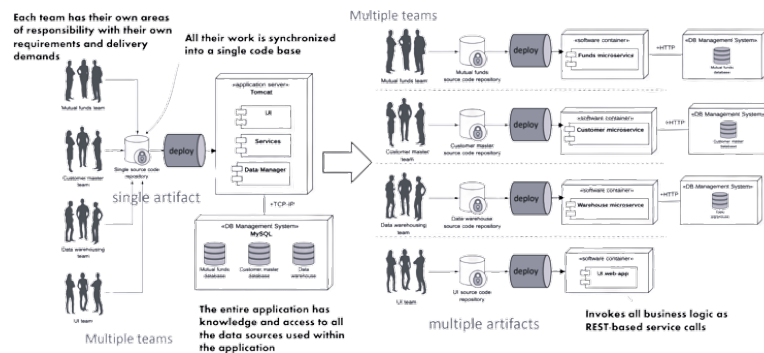 Each team has their own areas
of responsibility with their own
requirements and delivery
demands
All their work is synchronized
into a single code base
Mutual funds team
Customer master
team
Data warehousing
team
UI team
Multiple teams
Single source code
repository
single artifact
deploy
«application server»
Tomcat
UI
Services
Data Manager
+TCP-IP
«DB Management System»
MySQL
Mutual funds
database
Customer master
database
Data
warehouse
The entire application has
knowledge and access to all
the data sources used within
the application
Multiple teams
Mutual funds team
Mutual funds
source code repository
deploy
«software container»
Funds microservice
+HTTP
«DB Management System»
Mutual funds
database
Customer master
team
Customer master
source code repository
deploy
«software container»
Customer microservice
+HTTP
«DB Management System»
Customer master
database
Data warehousing
team
Data warehouse
source code repository
deploy
«software container»
Warehouse microservice
+HTTP
«DB Management System»
Data
warehouse
UI team
UI source code
repository
deploy
«software container»
UI web-app
multiple artifacts
Invokes all business logic as
REST-based service calls